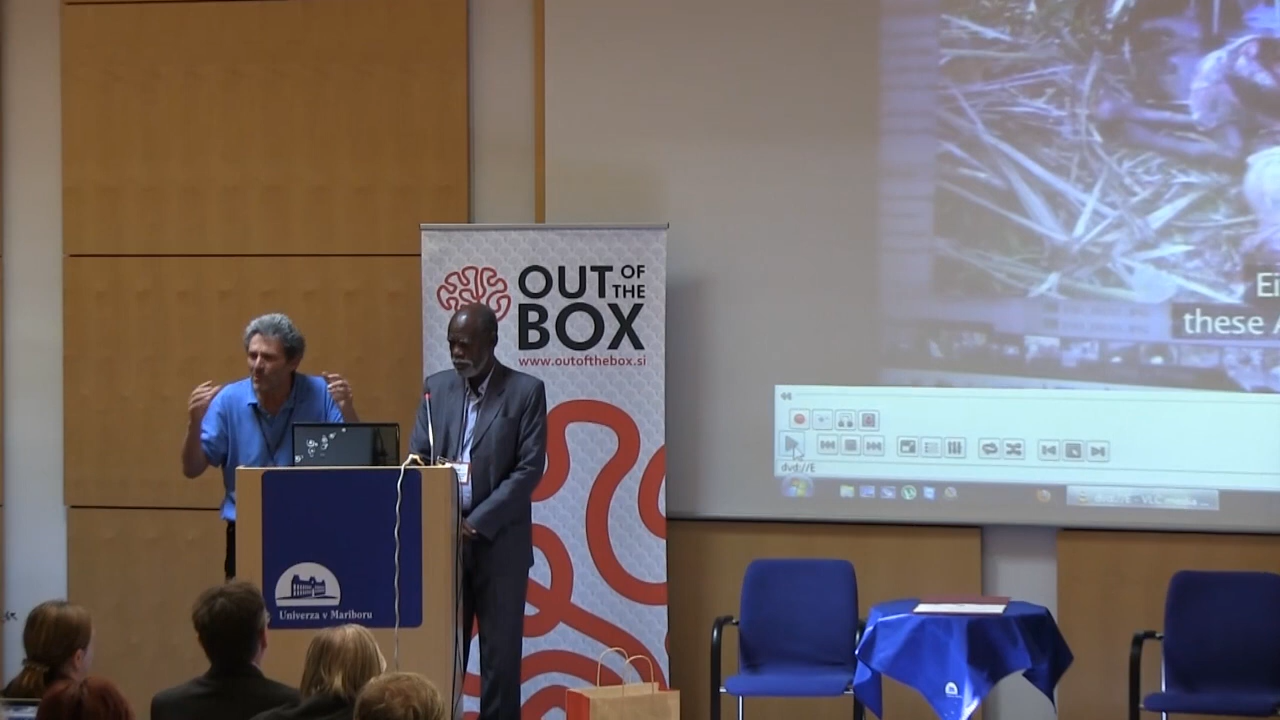 OUT OF
THE
BOX
www.outofthebox.si
Univerza v Mariboru
these
dvd://E